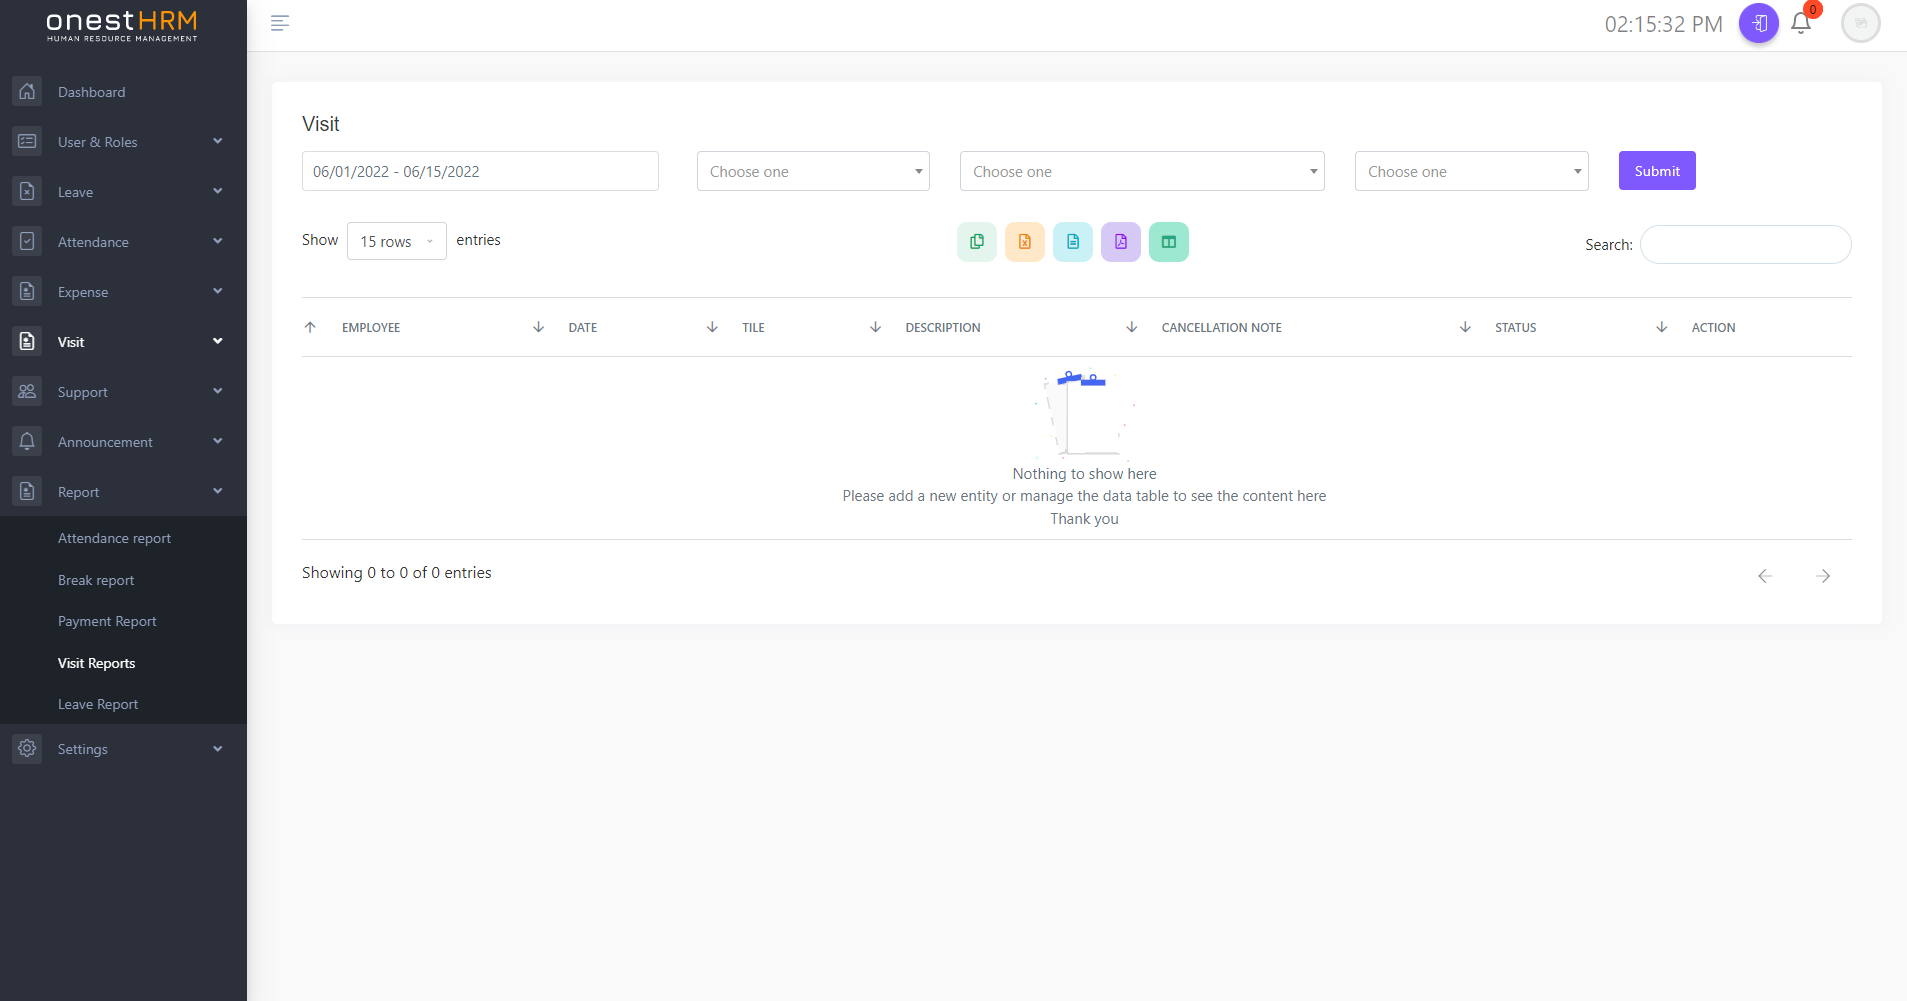 onestHRM
HUMAN RESOURCE MANAGEMENT
02:15:32 PM
0
Dashboard
User & Roles
Leave
Attendance
Expense
Visit
Support
Announcement
Report
Attendance report
Break report
Payment Report
Visit Reports
Leave Report
Settings
Visit
06/01/2022 - 06/15/2022
Choose one
Choose one
Choose one
Submit
Show 15 rows entries
Search:
EMPLOYEE DATE TILE DESCRIPTION CANCELLATION NOTE STATUS ACTION
Nothing to show here
Please add a new entity or manage the data table to see the content here
Thank you
Showing 0 to 0 of 0 entries